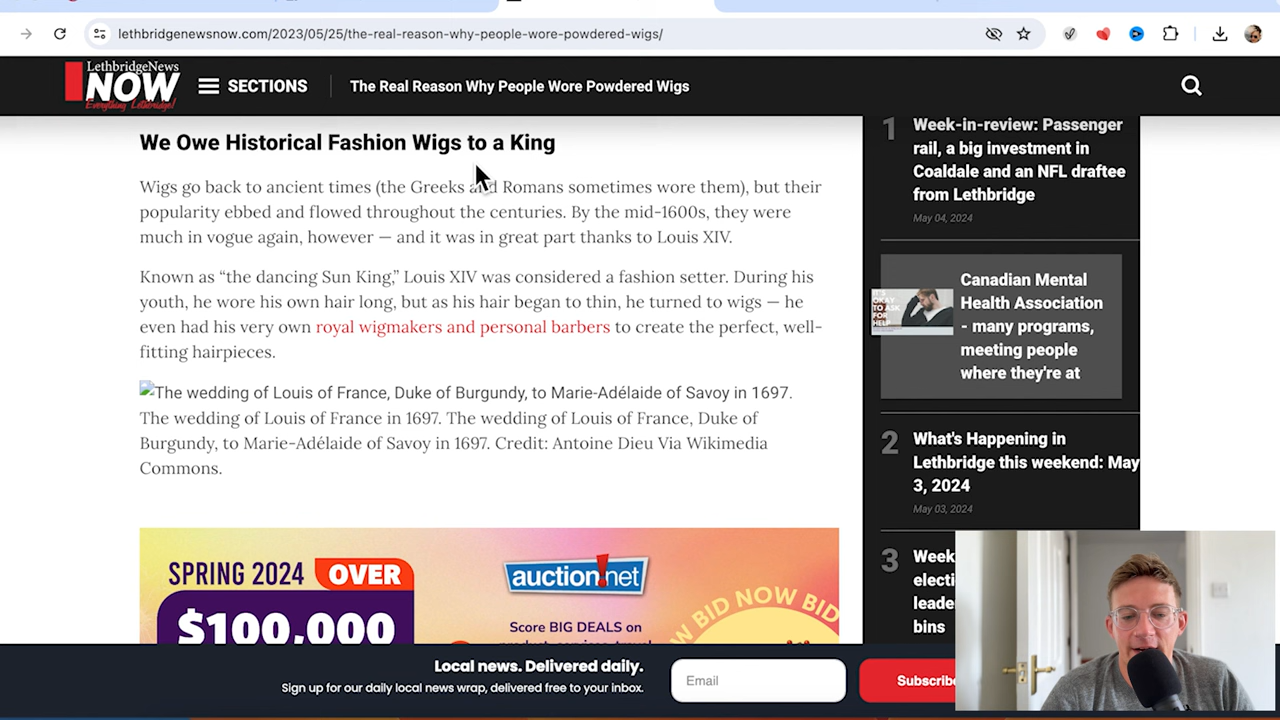 lethbridgenewsnow.com/2023/05/25/the-real-reason-why-people-wore-powdered-wigs/
LethbridgeNews
NOW
Everything Lethbridge!
SECTIONS
The Real Reason Why People Wore Powdered Wigs
We Owe Historical Fashion Wigs to a King
Wigs go back to ancient times (the Greeks and Romans sometimes wore them), but their
popularity ebbed and flowed throughout the centuries. By the mid-1600s, they were
much in vogue again, however — and it was in great part thanks to Louis XIV.
Known as “the dancing Sun King,” Louis XIV was considered a fashion setter. During his
youth, he wore his own hair long, but as his hair began to thin, he turned to wigs — he
even had his very own royal wigmakers and personal barbers to create the perfect, well-
fitting hairpieces.
The wedding of Louis of France, Duke of Burgundy, to Marie-Adélaide of Savoy in 1697.
The wedding of Louis of France in 1697. The wedding of Louis of France, Duke of
Burgundy, to Marie-Adélaide of Savoy in 1697. Credit: Antoine Dieu Via Wikimedia
Commons.
SPRING 2024 OVER
$100,000
auction!net
Score BIG DEALS on
NOW BID NOW BID
1
Week-in-review: Passenger
rail, a big investment in
Coaldale and an NFL draftee
from Lethbridge
May 04, 2024
IT'S
OKAY
TO ASK
FOR
HELP
Canadian Mental
Health Association
- many programs,
meeting people
where they're at
2
What's Happening in
Lethbridge this weekend: May
3, 2024
May 03, 2024
3
Week
electi
leade
bins
Local news. Delivered daily.
Sign up for our daily local news wrap, delivered free to your inbox.
Email
Subscribe